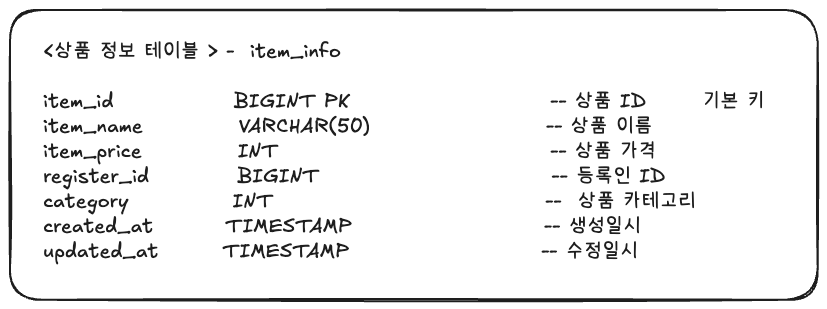 <상품 정보 테이블 > - item_info
item_id BIGINT PK -- 상품 ID 기본 키
item_name VARCHAR(50) -- 상품 이름
item_price INT -- 상품 가격
register_id BIGINT -- 등록인 ID
category INT -- 상품 카테고리
created_at TIMESTAMP -- 생성일시
updated_at TIMESTAMP -- 수정일시